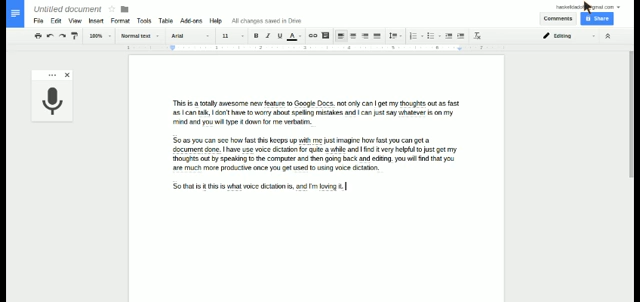 Untitled document
File Edit View Insert Format Tools Table Add-ons Help All changes saved in Drive
Comments Share
100% Normal text Arial 11 B I U A Editing
This is a totally awesome new feature to Google Docs. not only can I get my thoughts out as fast
as I can talk, I don't have to worry about spelling mistakes and I can just say whatever is on my
mind and you will type it down for me verbatim.
So as you can see how fast this keeps up with me just imagine how fast you can get a
document done. I have use voice dictation for quite a while and I find it very helpful to just get my
thoughts out by speaking to the computer and then going back and editing. you will find that you
are much more productive once you get used to using voice dictation.
So that is it this is what voice dictation is, and I'm loving it.